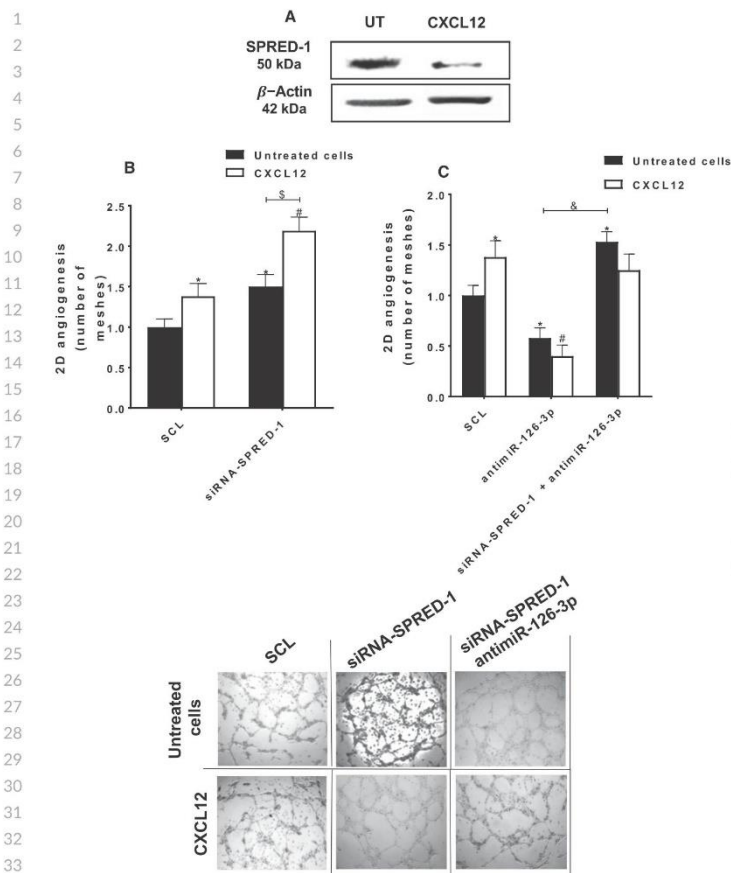 1
2
3
4
5
6
7
8
9
10
11
12
13
14
15
16
17
18
19
20
21
22
23
24
25
26
27
28
29
30
31
32
33
A
UT CXCL12
SPRED-1
50 kDa
β-Actin
42 kDa
B
Untreated cells
CXCL12
2D angiogenesis
(number of
meshes)
2.5
2.0
1.5
1.0
0.5
0.0
*
*
$
#
SCL
siRNA-SPRED-1
C
Untreated cells
CXCL12
2D angiogenesis
(number of meshes)
2.0
1.5
1.0
0.5
0.0
*
*
#
&
*
SCL
antimiR-126-3p
siRNA-SPRED-1 + antimiR-126-3p
SCL
siRNA-SPRED-1
siRNA-SPRED-1
antimiR-126-3p
Untreated
cells
CXCL12